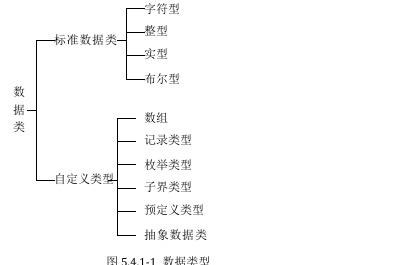 字符型
整型
标准数据类
实型
布尔型
数
据
类
数组
记录类型
枚举类型
自定义类型
子界类型
预定义类型
抽象数据类
图 5.4.1-1 数据类型